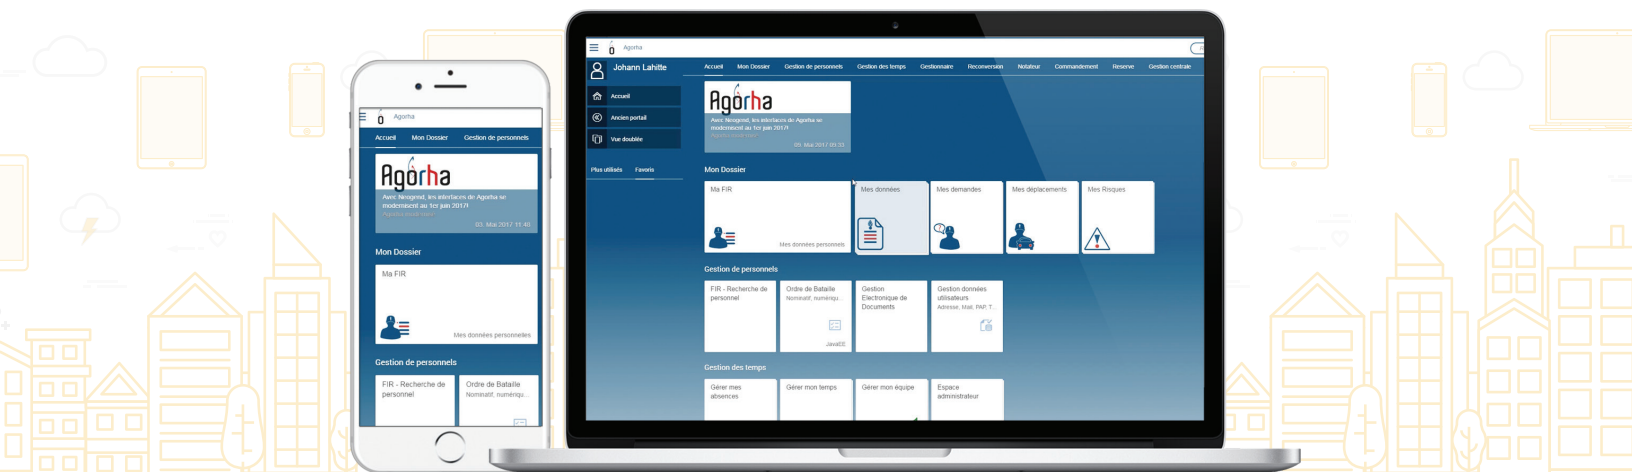 Agorha
Accueil Mon Dossier Gestion de personnels
Agorha
Avec Neogend, les interfaces de Agorha se
modernisent au 1er juin 2017!
03. Mai 2017 11:48
Mon Dossier
Ma FIR
Mes données personnelles
Gestion de personnels
FIR - Recherche de
personnel
Ordre de Bataille
Nominatif, numériqu...
Agorha
Johann Lahitte
Accueil Mon Dossier Gestion de personnels Gestion des temps Gestionnaire Reconversion Notateur Commandement Reserve Gestion centrale
Accueil
Ancien portail
Vue doublée
Plus utilisés Favoris
Agorha
Avec Neogend, les interfaces de Agorha se
modernisent au 1er juin 2017!
05. Mai 2017 09:33
Mon Dossier
Ma FIR
Mes données personnels
Mes données
Mes demandes
Mes déplacements
Mes Risques
Gestion de personnels
FIR - Recherche de
personnel
Ordre de Bataille
Nominatif, numériqu...
JavaEE
Gestion
Electronique de
Documents
Gestion données
utilisateurs
Adresse, Mail, PAP, T...
Gestion des temps
Gérer mes
absences
Gérer mon temps
Gérer mon équipe
Espace
administrateur